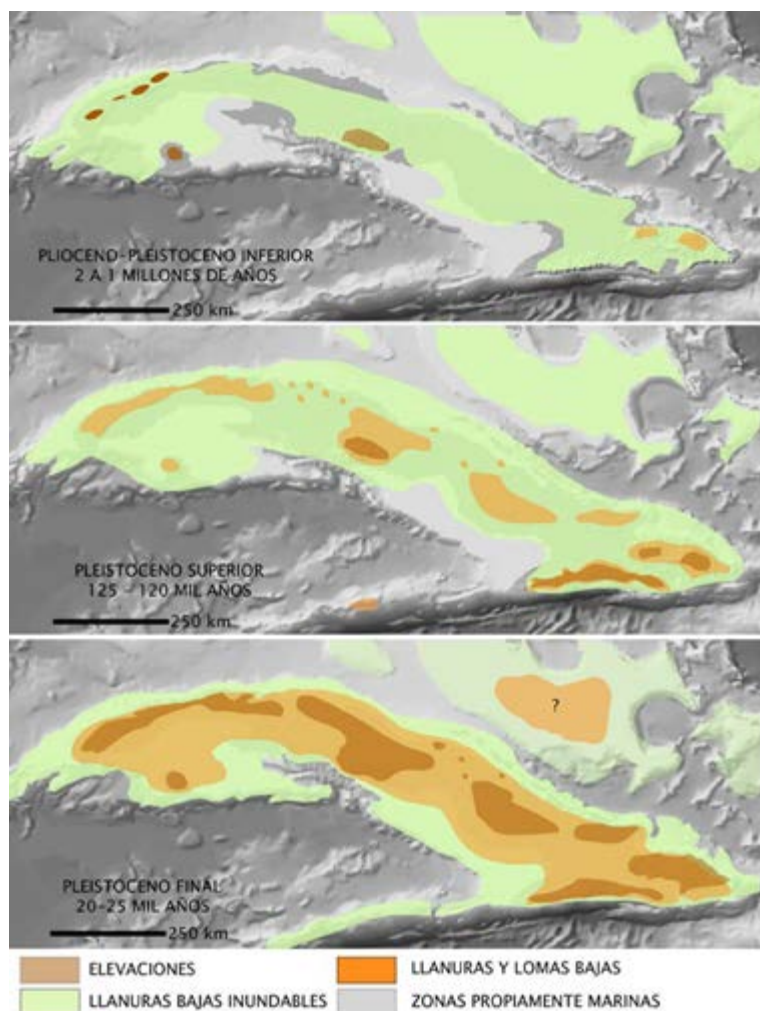 PLIOCENO-PLEISTOCENO INFERIOR
2 A 1 MILLONES DE AÑOS
250 km
PLEISTOCENO SUPERIOR
125 - 120 MIL AÑOS
250 km
?
PLEISTOCENO FINAL
20-25 MIL AÑOS
250 km
ELEVACIONES
LLANURAS Y LOMAS BAJAS
LLANURAS BAJAS INUNDABLES
ZONAS PROPIAMENTE MARINAS